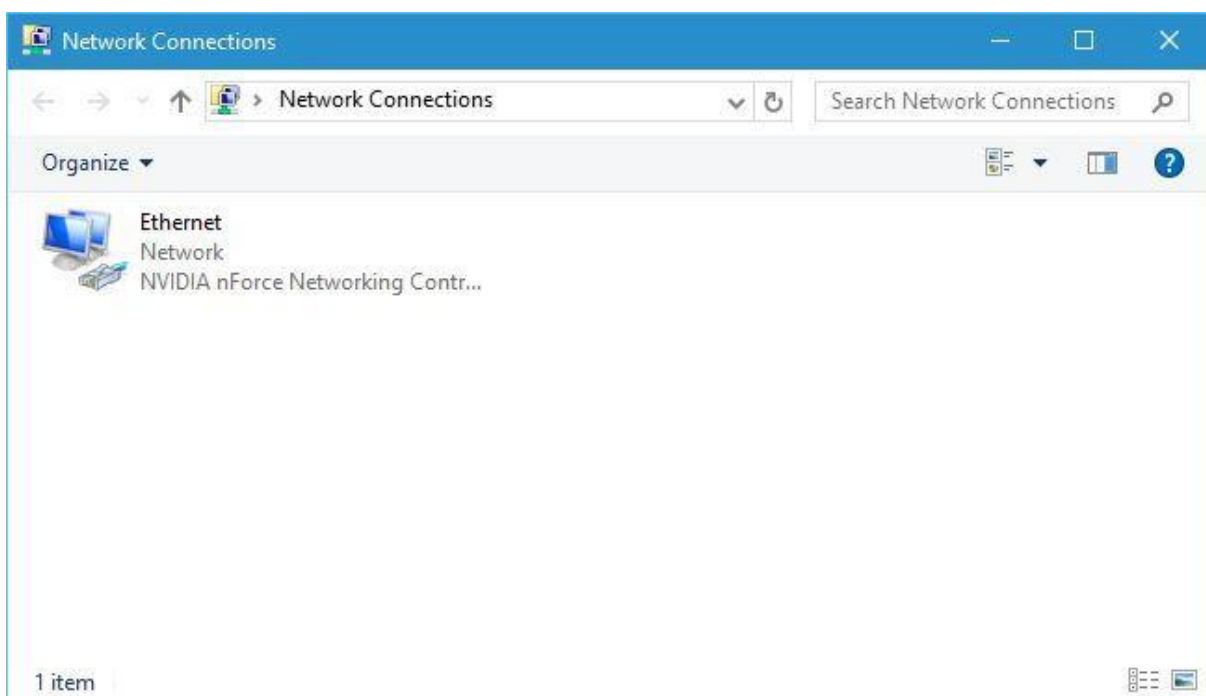 Network Connections
Network Connections
Search Network Connections
Organize
?
Ethernet
Network
NVIDIA nForce Networking Contr...
1 item